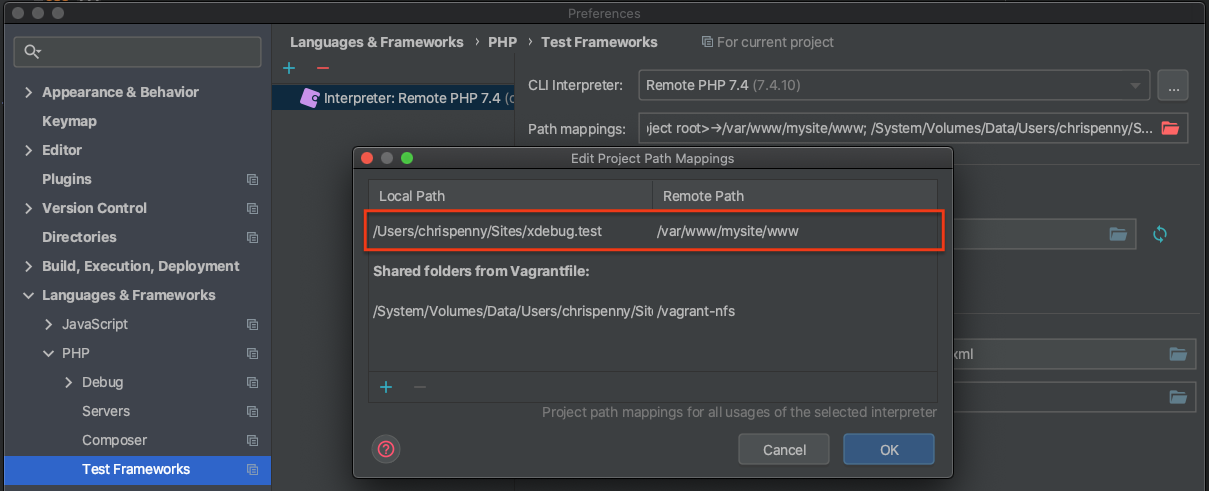 Preferences
Appearance & Behavior
Keymap
Editor
Plugins
Version Control
Directories
Build, Execution, Deployment
Languages & Frameworks
JavaScript
PHP
Debug
Servers
Composer
Test Frameworks
Languages & Frameworks › PHP › Test Frameworks For current project
Interpreter: Remote PHP 7.4
CLI Interpreter: Remote PHP 7.4 (7.4.10) ...
Path mappings: oject root>→/var/www/mysite/www; /System/Volumes/Data/Users/chrispenny/S...
xml
Edit Project Path Mappings
Local Path Remote Path
/Users/chrispenny/Sites/xdebug.test /var/www/mysite/www
Shared folders from Vagrantfile:
/System/Volumes/Data/Users/chrispenny/Sit /vagrant-nfs
Project path mappings for all usages of the selected interpreter
? Cancel OK